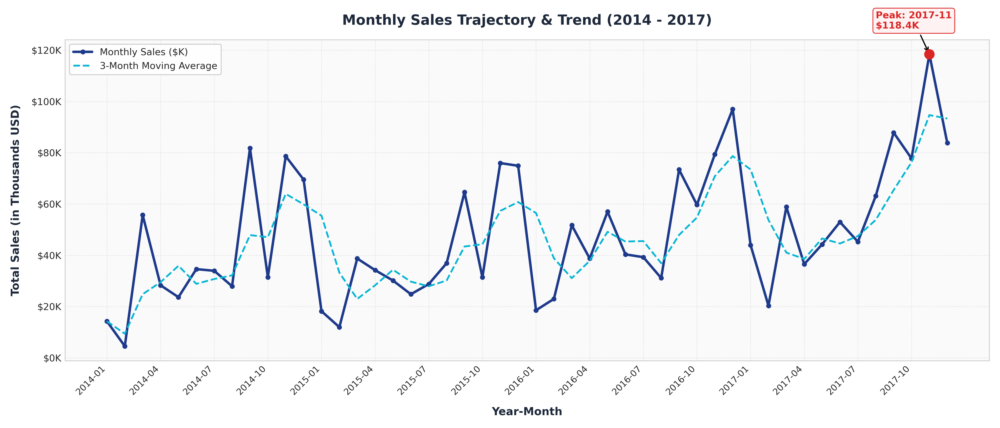 Monthly Sales Trajectory & Trend (2014 - 2017)
Peak: 2017-11
$118.4K
Monthly Sales ($K)
3-Month Moving Average
Total Sales (in Thousands USD)
$120K
$100K
$80K
$60K
$40K
$20K
$0K
2014-01
2014-04
2014-07
2014-10
2015-01
2015-04
2015-07
2015-10
2016-01
2016-04
2016-07
2016-10
2017-01
2017-04
2017-07
2017-10
Year-Month